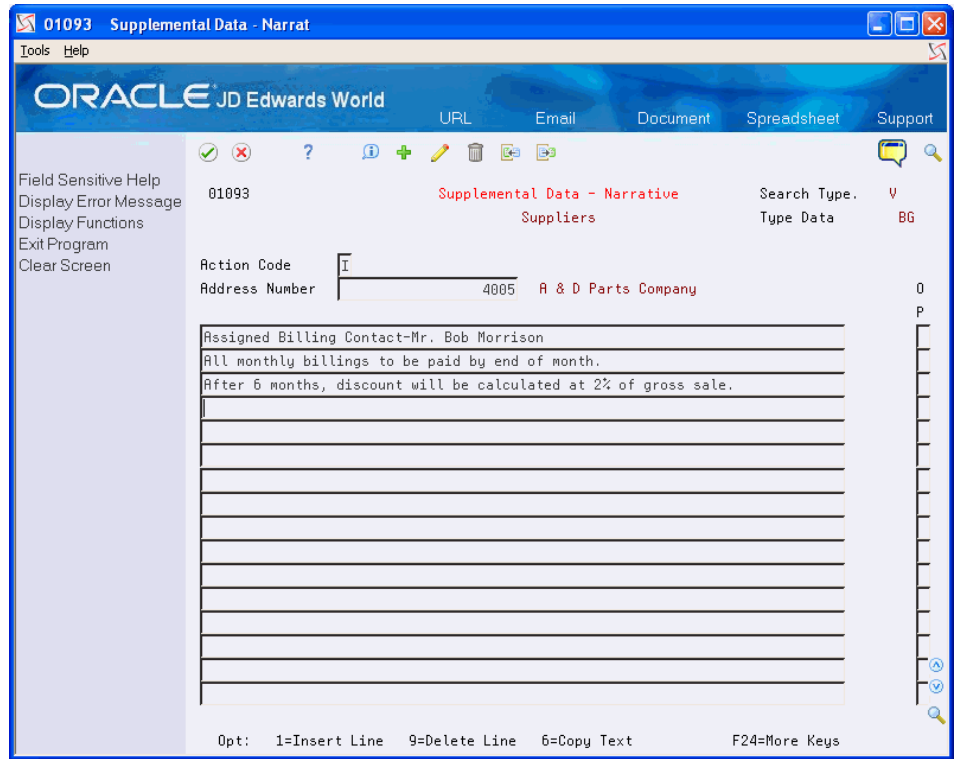 01093 Supplemental Data - Narrat
Tools Help
ORACLE JD Edwards World
URL Email Document Spreadsheet Support
Field Sensitive Help
Display Error Message
Display Functions
Exit Program
Clear Screen
01093 Supplemental Data - Narrative Search Type. V
Suppliers Type Data BG
Action Code I
Address Number 4005 A & D Parts Company O
P
Assigned Billing Contact-Mr. Bob Morrison
All monthly billings to be paid by end of month.
After 6 months, discount will be calculated at 2% of gross sale.
Opt: 1=Insert Line 9=Delete Line 6=Copy Text F24=More Keys